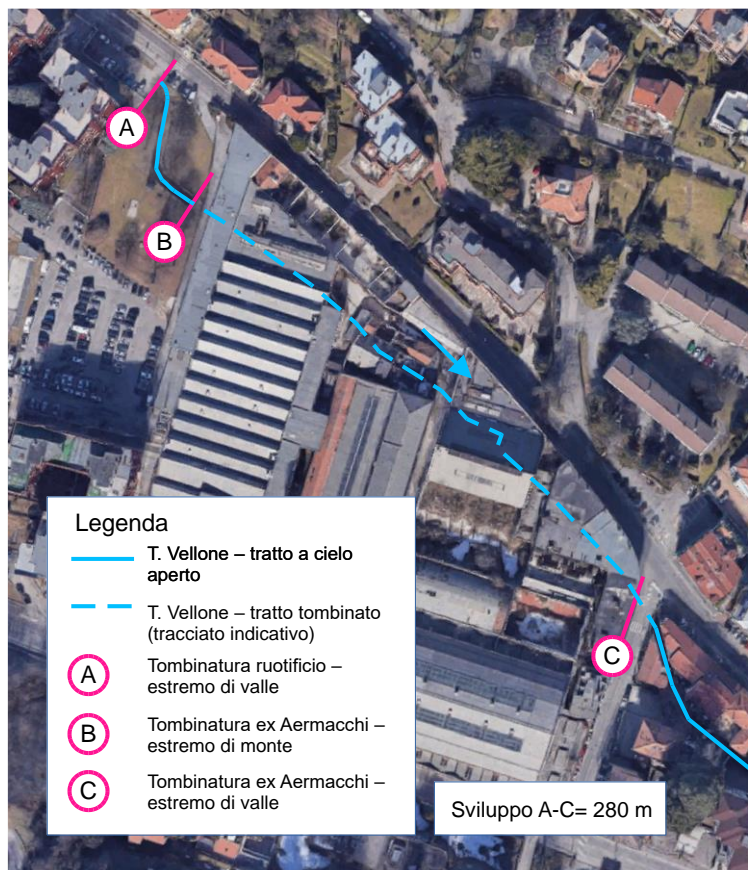 A
B
C
Legenda
T. Vellone – tratto a cielo
aperto
T. Vellone – tratto tombinato
(tracciato indicativo)
A
Tombinatura ruotificio –
estremo di valle
B
Tombinatura ex Aermacchi –
estremo di monte
C
Tombinatura ex Aermacchi –
estremo di valle
Sviluppo A-C= 280 m